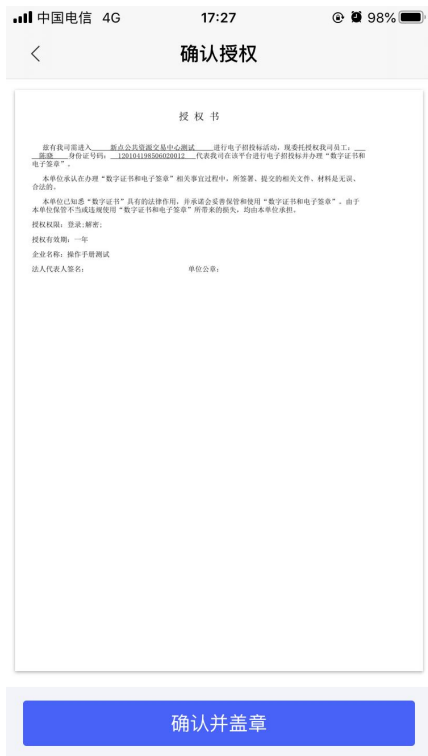 中国电信 4G 17:27 98%
确认授权
授 权 书
兹有我司需进入 新点公共资源交易中心测试 进行电子招投标活动，现委托授权我司员工：
陈晓 身份证号码： 120104198506020012 代表我司在该平台进行电子招投标并办理“数字证书和
电子签章”。
本单位承认在办理“数字证书和电子签章”相关事宜过程中，所签署、提交的相关文件、材料是无误、
合法的。
本单位已知悉“数字证书”具有的法律作用，并承诺会妥善保管和使用“数字证书和电子签章”。由于
本单位保管不当或违规使用“数字证书和电子签章”所带来的损失，均由本单位承担。
授权权限：登录;解密;
授权有效期：一年
企业名称：操作手册测试
法人代表人签名： 单位公章：
确认并盖章